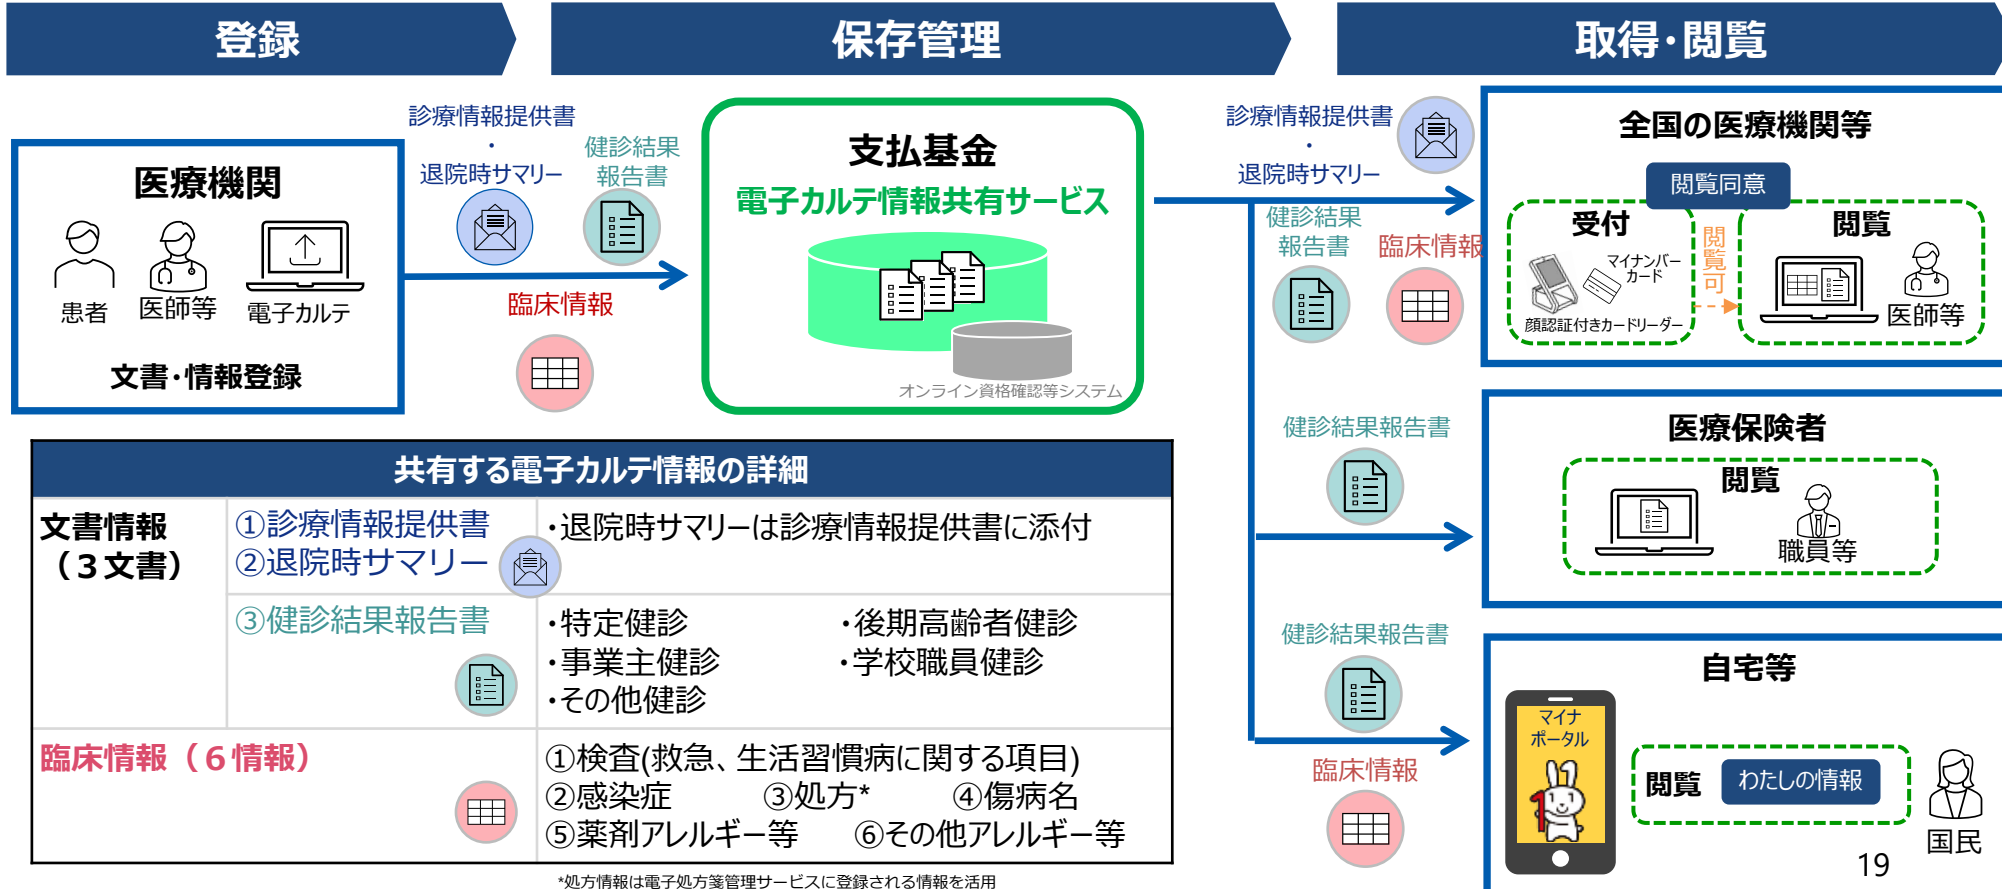 登録
保存管理
取得・閲覧
医療機関
患者
医師等
電子カルテ
文書・情報登録
診療情報提供書
・
退院時サマリー
健診結果
報告書
臨床情報
支払基金
電子カルテ情報共有サービス
オンライン資格確認等システム
診療情報提供書
・
退院時サマリー
健診結果
報告書
臨床情報
全国の医療機関等
閲覧同意
受付
マイナンバー
カード
顔認証付きカードリーダー
閲覧可
閲覧
医師等
健診結果報告書
医療保険者
閲覧
職員等
健診結果報告書
臨床情報
自宅等
マイナ
ポータル
1
閲覧
わたしの情報
国民
共有する電子カルテ情報の詳細
文書情報
（３文書）
①診療情報提供書
②退院時サマリー
・退院時サマリーは診療情報提供書に添付
③健診結果報告書
・特定健診 ・後期高齢者健診
・事業主健診 ・学校職員健診
・その他健診
臨床情報（６情報）
①検査(救急、生活習慣病に関する項目)
②感染症 ③処方* ④傷病名
⑤薬剤アレルギー等 ⑥その他アレルギー等
*処方情報は電子処方箋管理サービスに登録される情報を活用
19